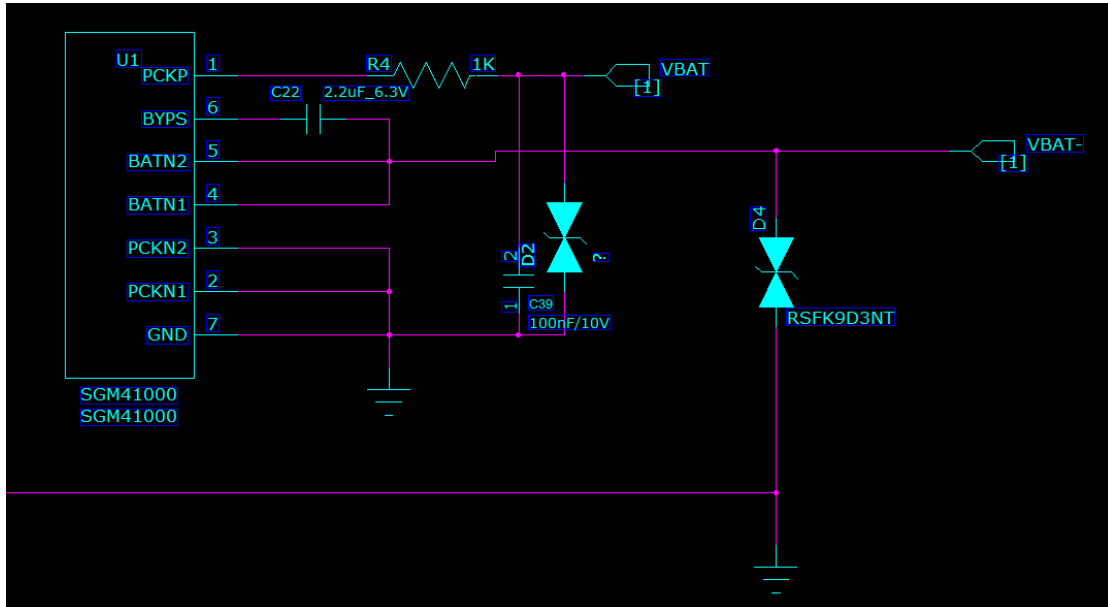 U1
PCKP
1
R4
1K
VBAT
[1]
C22
2.2uF_6.3V
BYPS
6
BATN2
5
VBAT-
[1]
BATN1
4
D4
PCKN2
3
2
D2
?
PCKN1
2
1
C39
100nF/10V
RSFK9D3NT
GND
7
SGM41000
SGM41000